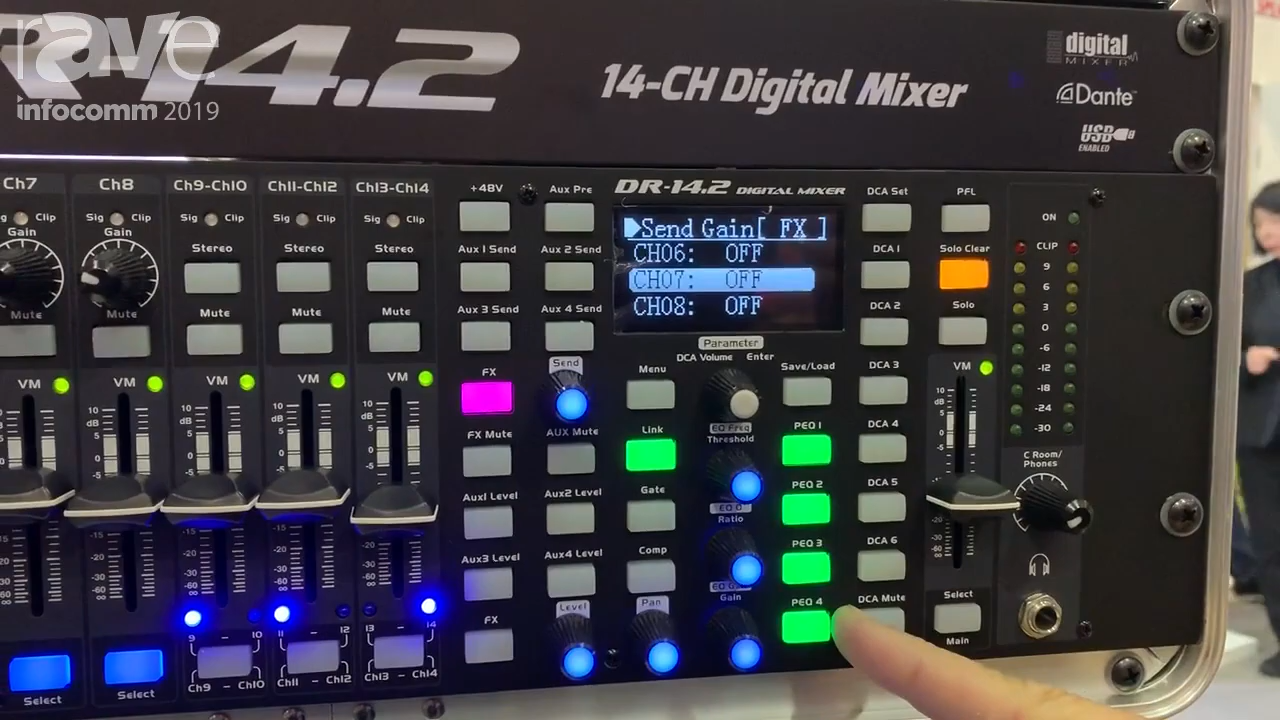 rave
infocomm 2019
R-14.2
14-CH Digital Mixer
digital
MIXER
Dante
USB
ENABLED
Ch7
Ch8
Ch9-Ch10
Ch11-Ch12
Ch13-Ch14
Sig Clip
Sig Clip
Sig Clip
Sig Clip
Sig Clip
Gain
Gain
Stereo
Stereo
Stereo
Mute
Mute
Mute
Mute
Mute
VM
VM
VM
VM
VM
+48V
Aux Pre
Aux 1 Send
Aux 2 Send
Aux 3 Send
Aux 4 Send
FX
Send
FX Mute
AUX Mute
Aux1 Level
Aux2 Level
Aux3 Level
Aux4 Level
FX
Level
Pan
DR-14.2 DIGITAL MIXER
Send Gain[ FX ]
CH06: OFF
CH07: OFF
CH08: OFF
Parameter
DCA Volume Enter
Menu
Save/Load
Link
EQ Freq
Threshold
PEQ 1
Gate
PEQ 2
EQ Q
Ratio
Comp
PEQ 3
Gain
PEQ 4
DCA Set
DCA 1
DCA 2
DCA 3
DCA 4
DCA 5
DCA 6
DCA Mute
PFL
Solo Clear
Solo
VM
Select
Main
ON
CLIP
9
6
3
0
-6
-12
-18
-24
-30
C Room/
Phones
Select
Select
9 - 10
Ch9 - Ch10
11 - 12
Ch11 - Ch12
13 - 14
Ch13 - Ch14